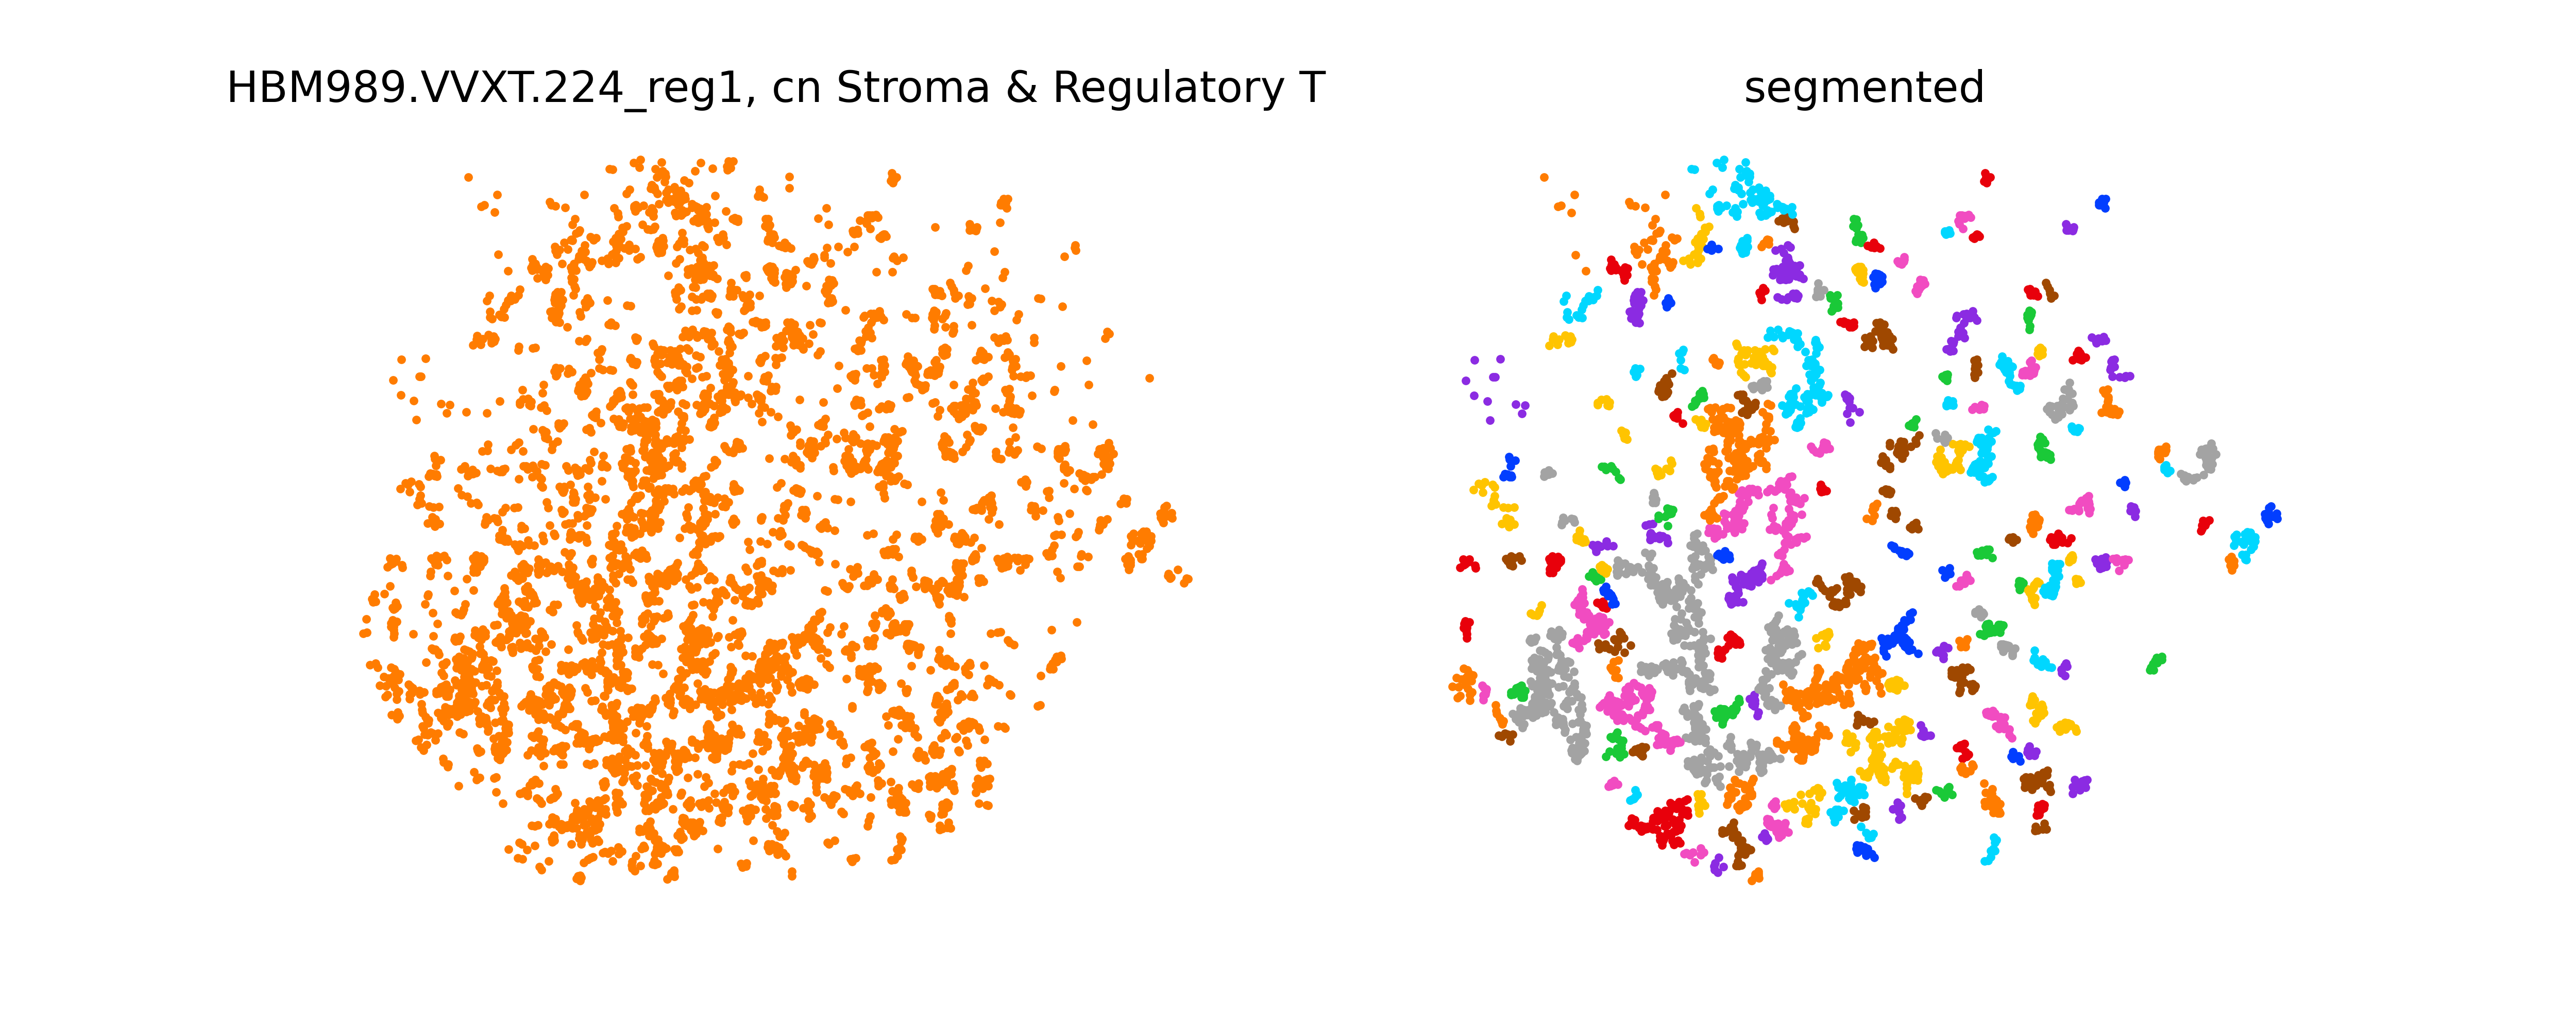 HBM989.VVXT.224_reg1, cn Stroma & Regulatory T
segmented